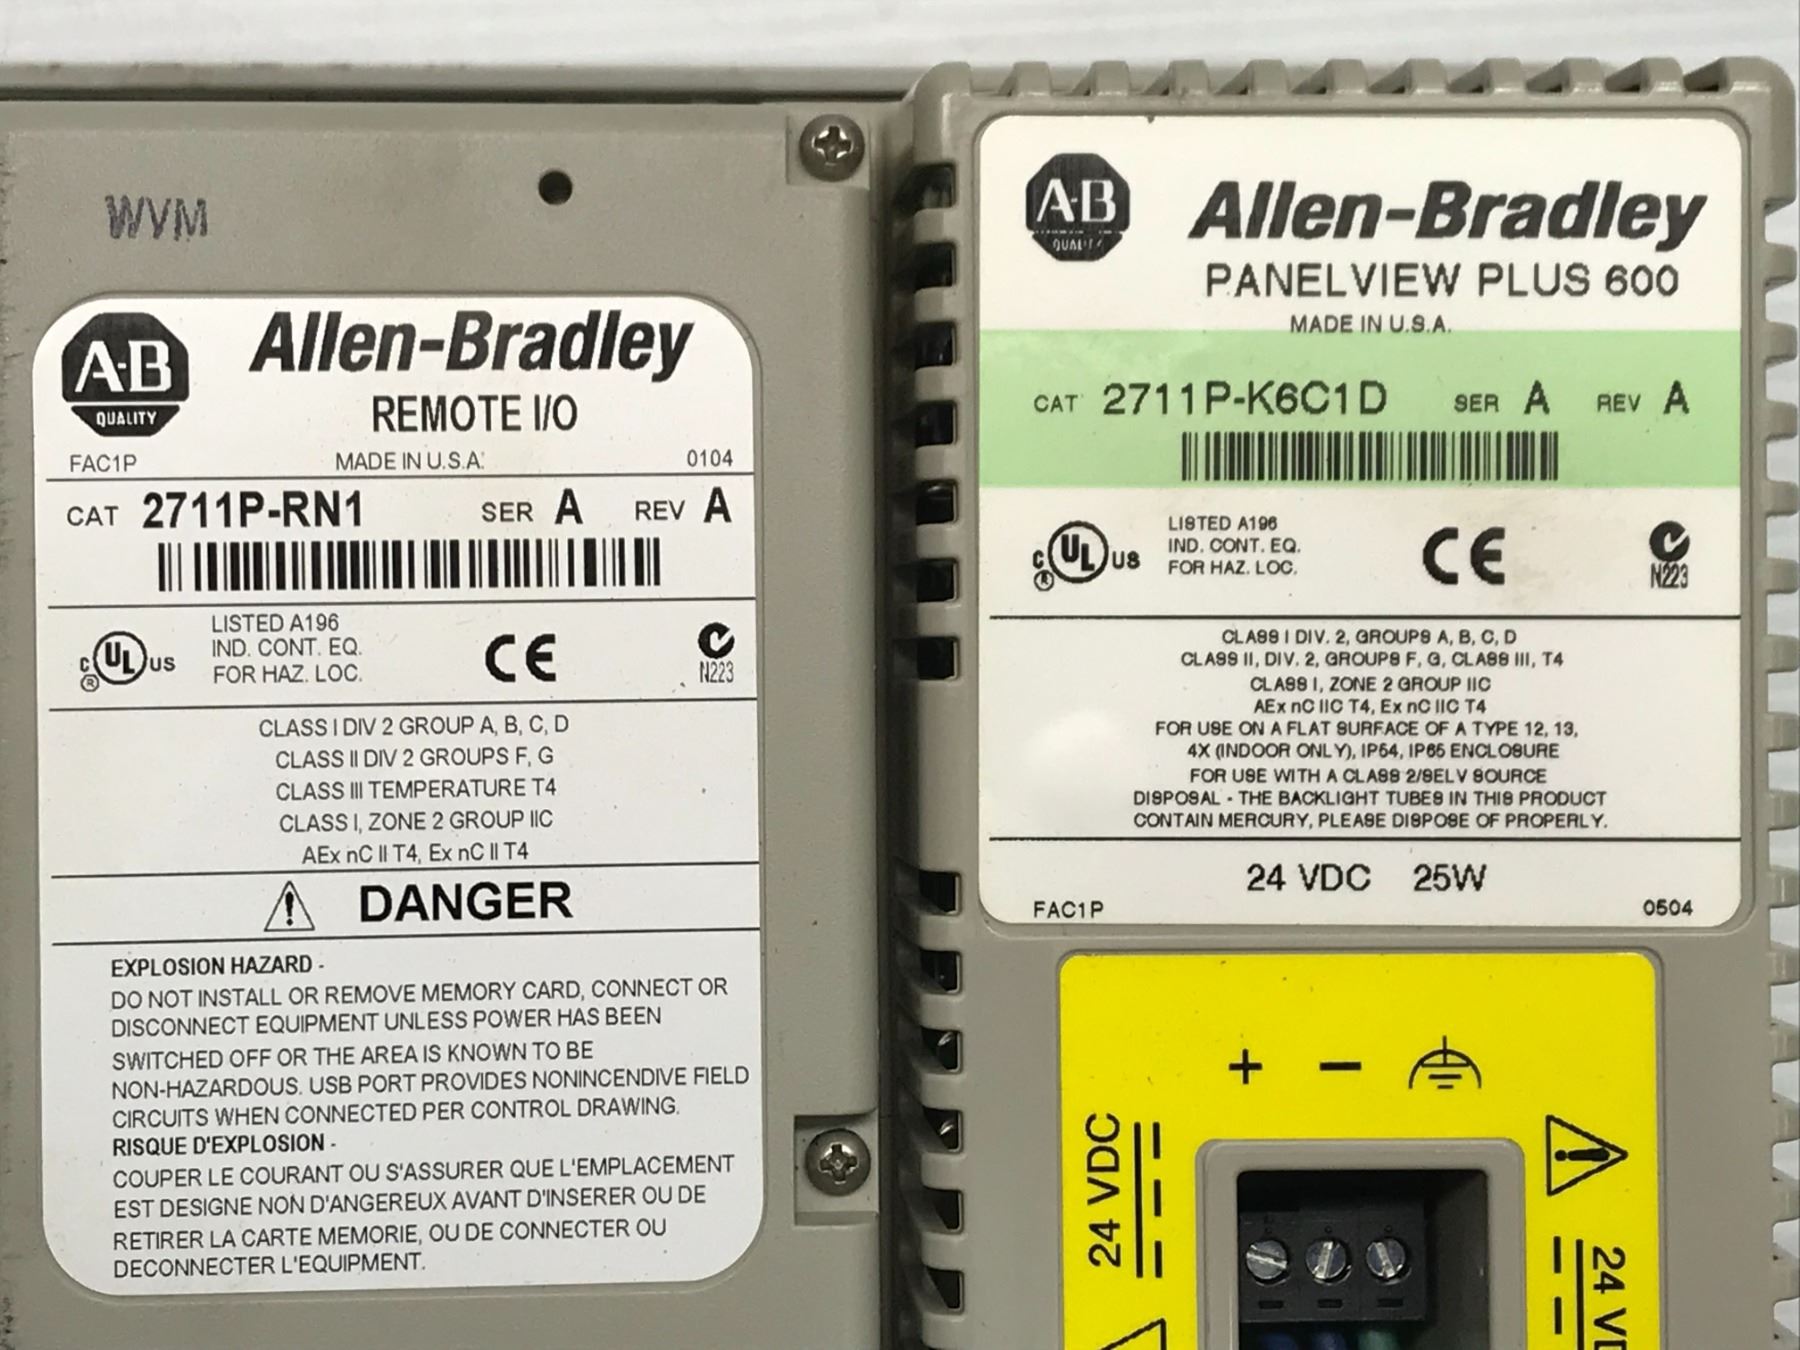 WVM
A-B
QUALITY
Allen-Bradley
REMOTE I/O
FAC1P MADE IN U.S.A. 0104
CAT 2711P-RN1 SER A REV A
C UL US
®
LISTED A196
IND. CONT. EQ.
FOR HAZ. LOC.
CE
N223
CLASS I DIV 2 GROUP A, B, C, D
CLASS II DIV 2 GROUPS F, G
CLASS III TEMPERATURE T4
CLASS I, ZONE 2 GROUP IIC
AEx nC II T4, Ex nC II T4
DANGER
EXPLOSION HAZARD -
DO NOT INSTALL OR REMOVE MEMORY CARD, CONNECT OR
DISCONNECT EQUIPMENT UNLESS POWER HAS BEEN
SWITCHED OFF OR THE AREA IS KNOWN TO BE
NON-HAZARDOUS. USB PORT PROVIDES NONINCENDIVE FIELD
CIRCUITS WHEN CONNECTED PER CONTROL DRAWING.
RISQUE D'EXPLOSION -
COUPER LE COURANT OU S'ASSURER QUE L'EMPLACEMENT
EST DESIGNE NON D'ANGEREUX AVANT D'INSERER OU DE
RETIRER LA CARTE MEMORIE, OU DE CONNECTER OU
DECONNECTER L'EQUIPMENT.
A-B
QUALITY
Allen-Bradley
PANELVIEW PLUS 600
MADE IN U.S.A.
CAT 2711P-K6C1D SER A REV A
C UL US
®
LISTED A196
IND. CONT. EQ.
FOR HAZ. LOC.
CE
N223
CLASS I DIV. 2, GROUPS A, B, C, D
CLASS II, DIV. 2, GROUPS F, G, CLASS III, T4
CLASS I, ZONE 2 GROUP IIC
AEx nC IIC T4, Ex nC IIC T4
FOR USE ON A FLAT SURFACE OF A TYPE 12, 13,
4X (INDOOR ONLY), IP54, IP65 ENCLOSURE
FOR USE WITH A CLASS 2/SELV SOURCE
DISPOSAL - THE BACKLIGHT TUBES IN THIS PRODUCT
CONTAIN MERCURY, PLEASE DISPOSE OF PROPERLY.
24 VDC 25W
FAC1P 0504
+ −
24 VDC
24 VD